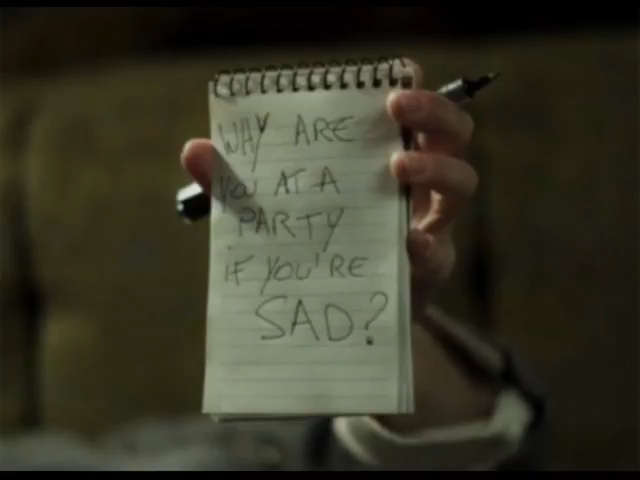 WHY ARE
YOU AT A
PARTY
IF YOU'RE
SAD?